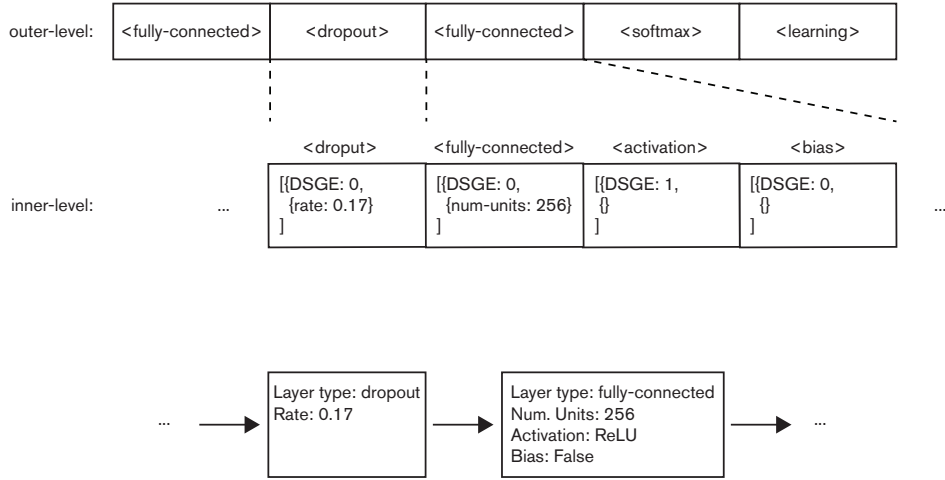 outer-level: <fully-connected> <dropout> <fully-connected> <softmax> <learning>
<droput> <fully-connected> <activation> <bias>
inner-level: ... [{DSGE: 0, [{DSGE: 0, [{DSGE: 1, [{DSGE: 0, ...
{rate: 0.17} {num-units: 256} {} {}
] ] ] ]
... Layer type: dropout Layer type: fully-connected ...
Rate: 0.17 Num. Units: 256
Activation: ReLU
Bias: False